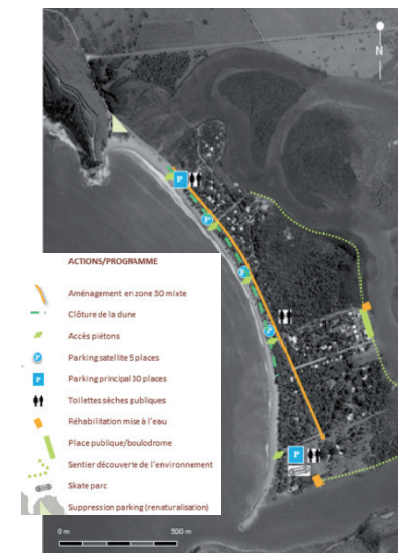 N
P
P
P
P
P
ACTIONS/PROGRAMME
Aménagement en zone 30 mixte
Clôture de la dune
Accès piétons
P Parking satellite 5 places
P Parking principal 30 places
Toilettes sèches publiques
Réhabilitation mise à l'eau
Place publique/boulodrome
Sentier découverte de l'environnement
Skate parc
Suppression parking (renaturalisation)
0 m 500 m